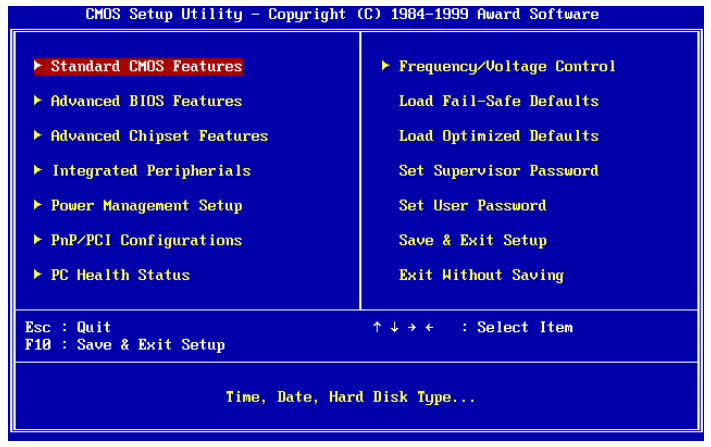 CMOS Setup Utility - Copyright (C) 1984-1999 Award Software
▶ Standard CMOS Features
▶ Advanced BIOS Features
▶ Advanced Chipset Features
▶ Integrated Peripherials
▶ Power Management Setup
▶ PnP/PCI Configurations
▶ PC Health Status
▶ Frequency/Voltage Control
Load Fail-Safe Defaults
Load Optimized Defaults
Set Supervisor Password
Set User Password
Save & Exit Setup
Exit Without Saving
Esc : Quit
F10 : Save & Exit Setup
↑ ↓ → ← : Select Item
Time, Date, Hard Disk Type...